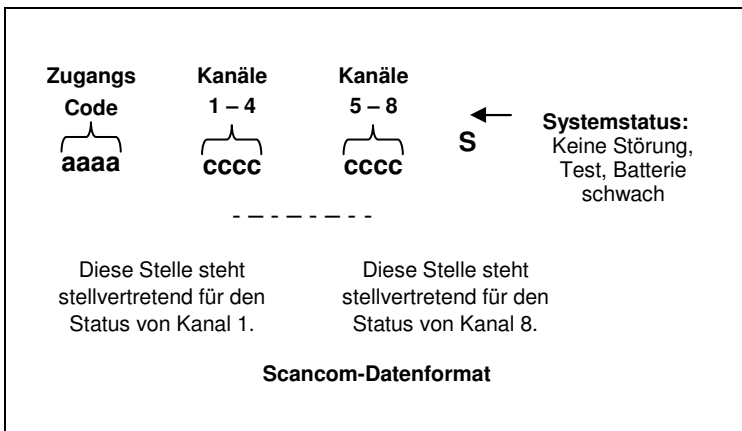 Zugangs Kanäle Kanäle
Code 1 – 4 5 – 8
aaaa cccc cccc S
Systemstatus:
Keine Störung,
Test, Batterie
schwach
Diese Stelle steht
stellvertretend für den
Status von Kanal 1.
Diese Stelle steht
stellvertretend für den
Status von Kanal 8.
Scancom-Datenformat